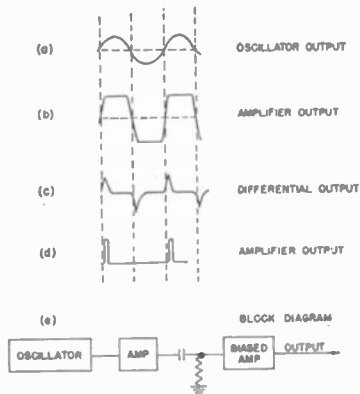 (a) OSCILLATOR OUTPUT
(b) AMPLIFIER OUTPUT
(c) DIFFERENTIAL OUTPUT
(d) AMPLIFIER OUTPUT
(e) BLOCK DIAGRAM
OSCILLATOR AMP BIASED AMP OUTPUT